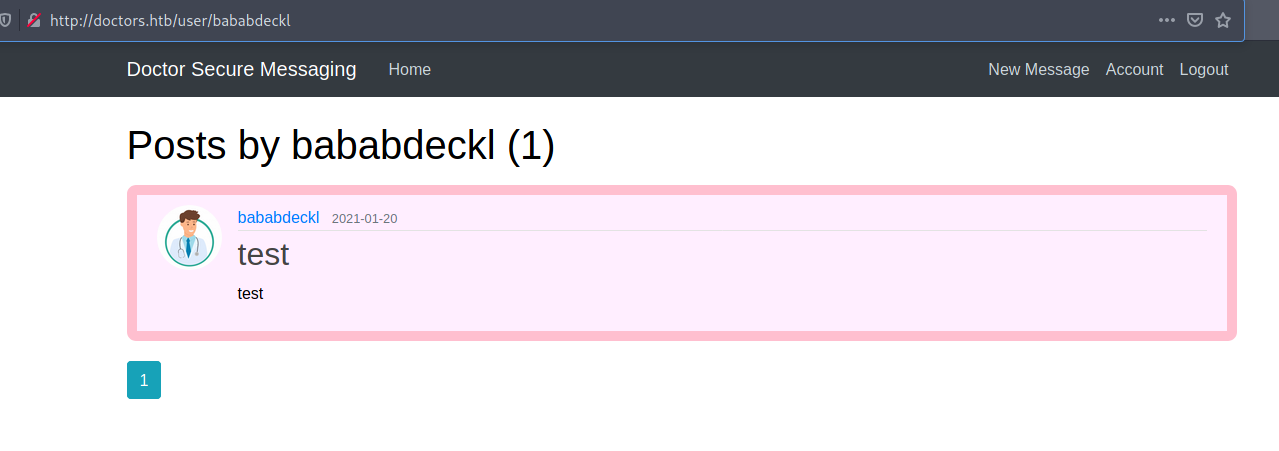 http://doctors.htb/user/bababdeckl
Doctor Secure Messaging Home New Message Account Logout
Posts by bababdeckl (1)
bababdeckl 2021-01-20
test
test
1